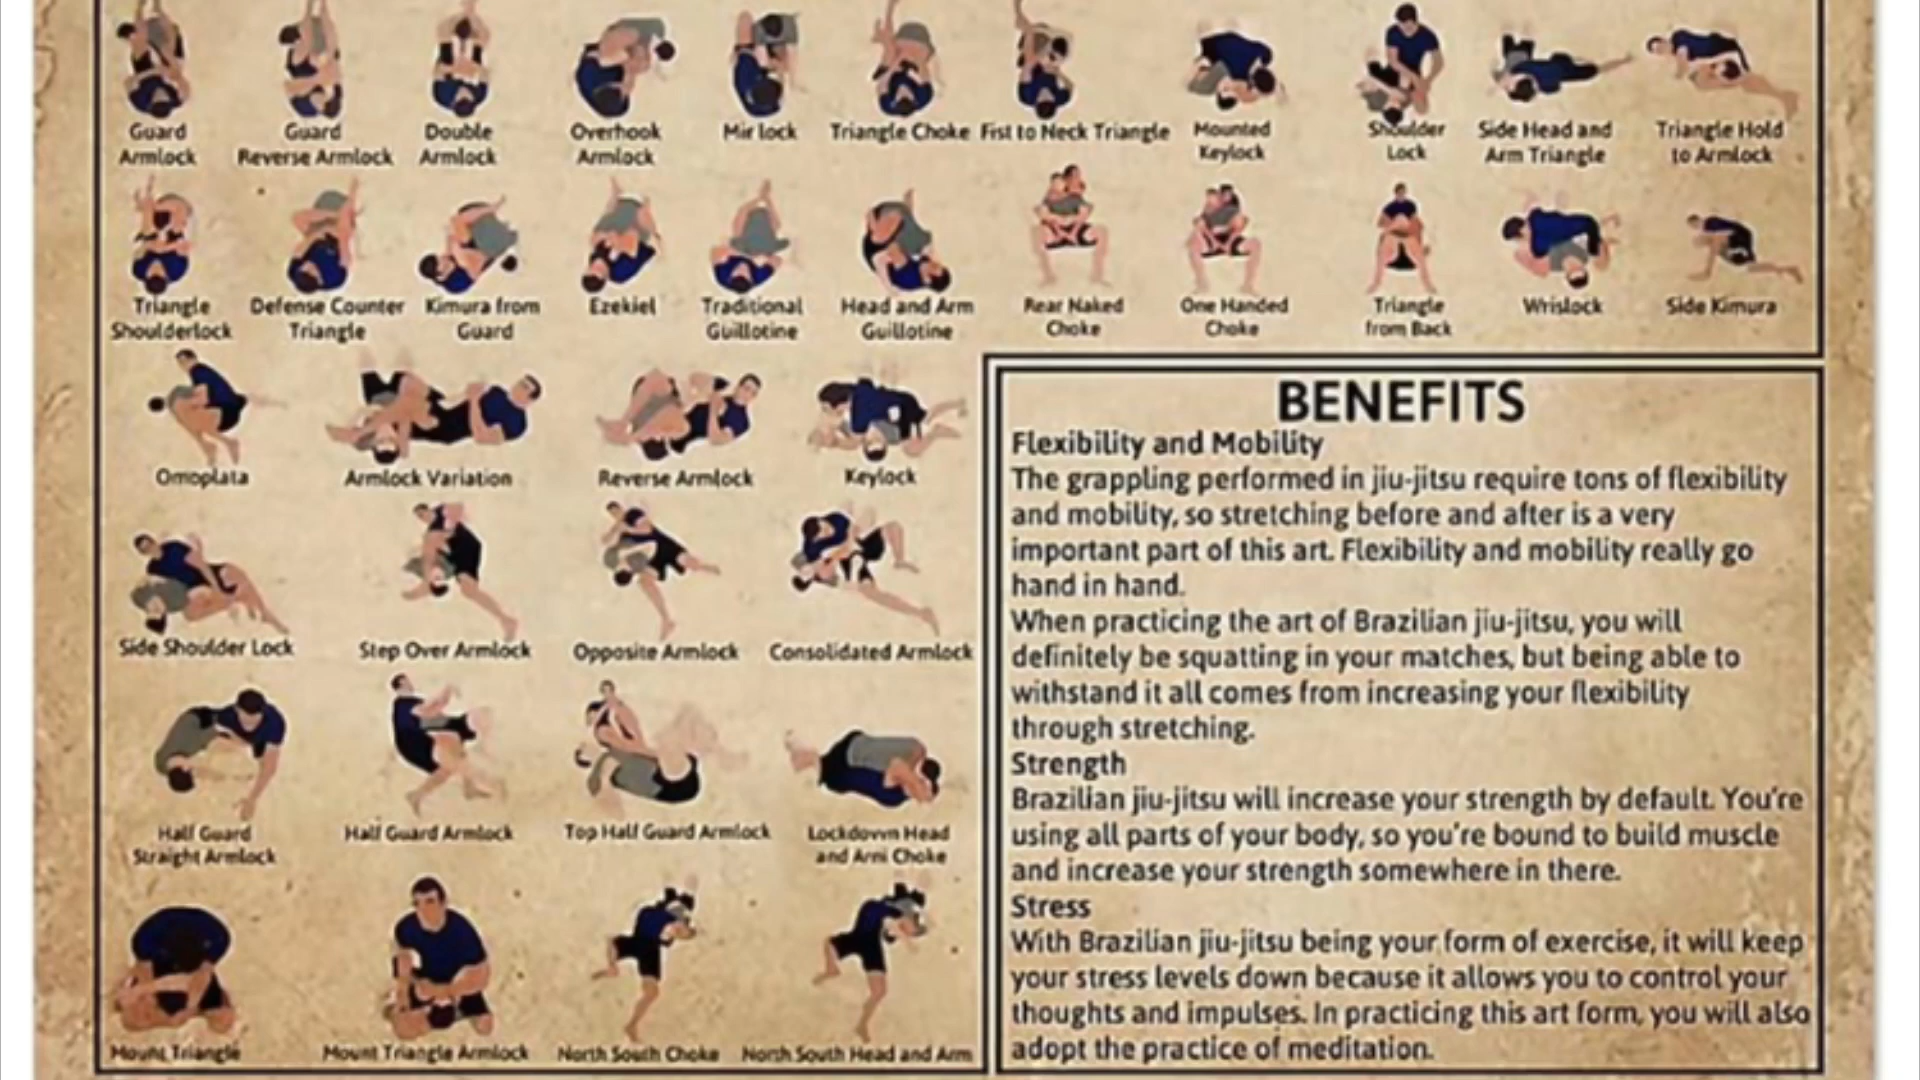 Guard
Armlock
Guard
Reverse Armlock
Double
Armlock
Overhook
Armlock
Mir lock
Triangle Choke
Fist to Neck Triangle
Mounted
Keylock
Shoulder
Lock
Side Head and
Arm Triangle
Triangle Hold
to Armlock
Triangle
Shoulderlock
Defense Counter
Triangle
Kimura from
Guard
Ezekiel
Traditional
Guillotine
Head and Arm
Guillotine
Rear Naked
Choke
One Handed
Choke
Triangle
from Back
Wrislock
Side Kimura
Omoplata
Armlock Variation
Reverse Armlock
Keylock
Side Shoulder Lock
Step Over Armlock
Opposite Armlock
Consolidated Armlock
Half Guard
Straight Armlock
Half Guard Armlock
Top Half Guard Armlock
Lockdovvn Head
and Arm Choke
Mount Triangle
Mount Triangle Armlock
North South Choke
North South Head and Arm
BENEFITS
Flexibility and Mobility
The grappling performed in jiu-jitsu require tons of flexibility
and mobility, so stretching before and after is a very
important part of this art. Flexibility and mobility really go
hand in hand.
When practicing the art of Brazilian jiu-jitsu, you will
definitely be squatting in your matches, but being able to
withstand it all comes from increasing your flexibility
through stretching.
Strength
Brazilian jiu-jitsu will increase your strength by default. You're
using all parts of your body, so you're bound to build muscle
and increase your strength somewhere in there.
Stress
With Brazilian jiu-jitsu being your form of exercise, it will keep
your stress levels down because it allows you to control your
thoughts and impulses. In practicing this art form, you will also
adopt the practice of meditation.